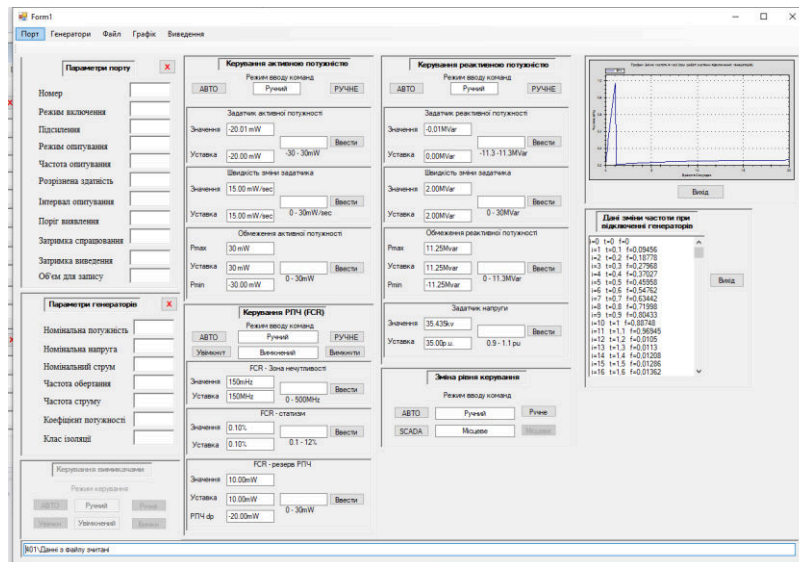 Form1
Порт Генератори Файл Графік Виведення
Параметри порту X
Номер
Режим включення
Підсилення
Режим опитування
Частота опитування
Розрізнена здатність
Інтервал опитування
Поріг виявлення
Затримка спрацювання
Затримка виведення
Об'єм для запису
Параметри генераторів X
Номінальна потужність
Номінальна напруга
Номінальний струм
Частота обертання
Частота струму
Коефіцієнт потужності
Клас ізоляції
Керування вимикачами
Режим керування
АВТО Ручний
Увімкнений
Керування активною потужністю
Режим вводу команд
АВТО Ручний РУЧНЕ
Задатчик активної потужності
Значення -20.01 mW
Ввести
Уставка -20.00 mW -30 - 30mW
Швидкість зміни задатчика
Значення 15.00 mW/sec
Ввести
Уставка 15.00 mW/sec 0 - 30mW/sec
Обмеження активної потужності
Pmax 30 mW
Уставка 30 mW Ввести
Pmin -30.00 mW 0 - 30mW
Керування РПЧ (FCR)
Режим вводу команд
АВТО Ручний РУЧНЕ
Увімкнт Вимкнений Вимкнути
FCR - Зона нечутливості
Значення 150mHz
Ввести
Уставка 150MHz 0 - 500MHz
FCR - статизм
Значення 0.10%
Ввести
Уставка 0.10% 0.1 - 12%
FCR - резерв РПЧ
Значення 10.00mW
Уставка 10.00mW Ввести
0 - 30mW
РПЧ dp -20.00mW
Керування реактивною потужністю
Режим вводу команд
АВТО Ручний РУЧНЕ
Задатчик реактивної потужності
Значення -0.01MVar
Ввести
Уставка 0.00MVar -11.3 -11.3MVar
Швидкість зміни задатчика
Значення 2.00MVar
Ввести
Уставка 2.00MVar 0 - 30MVar
Обмеження реактивної потужності
Pmax 11.25Mvar
Уставка 11.25Mvar Ввести
Pmin -11.25Mvar 0 - 11.3MVar
Задатчик напруги
Значення 35.435kv
Ввести
Уставка 35.00p.u. 0.9 - 1.1 pu
Зміна рівня керування
Режим вводу команд
АВТО Ручний Ручне
SCADA Місцеве Місцеве
Вихід
Дані зміни частоти при
відключенні генераторів
i=0 t=0 f=0
i=1 t=0,1 f=0,09456
i=2 t=0,2 f=0,18778
i=3 t=0,3 f=0,27968
i=4 t=0,4 f=0,37027
i=5 t=0,5 f=0,45958
i=6 t=0,6 f=0,54762
i=7 t=0,7 f=0,63442
i=8 t=0,8 f=0,71998
i=9 t=0,9 f=0,80433
i=10 t=1 f=0,88748
i=11 t=1,1 f=0,96945
i=12 t=1,2 f=0,0105
i=13 t=1,3 f=0,0113
i=14 t=1,4 f=0,01208
i=15 t=1,5 f=0,01286
i=16 t=1,6 f=0,01362
Вихід
401\Данні з файлу зчитані